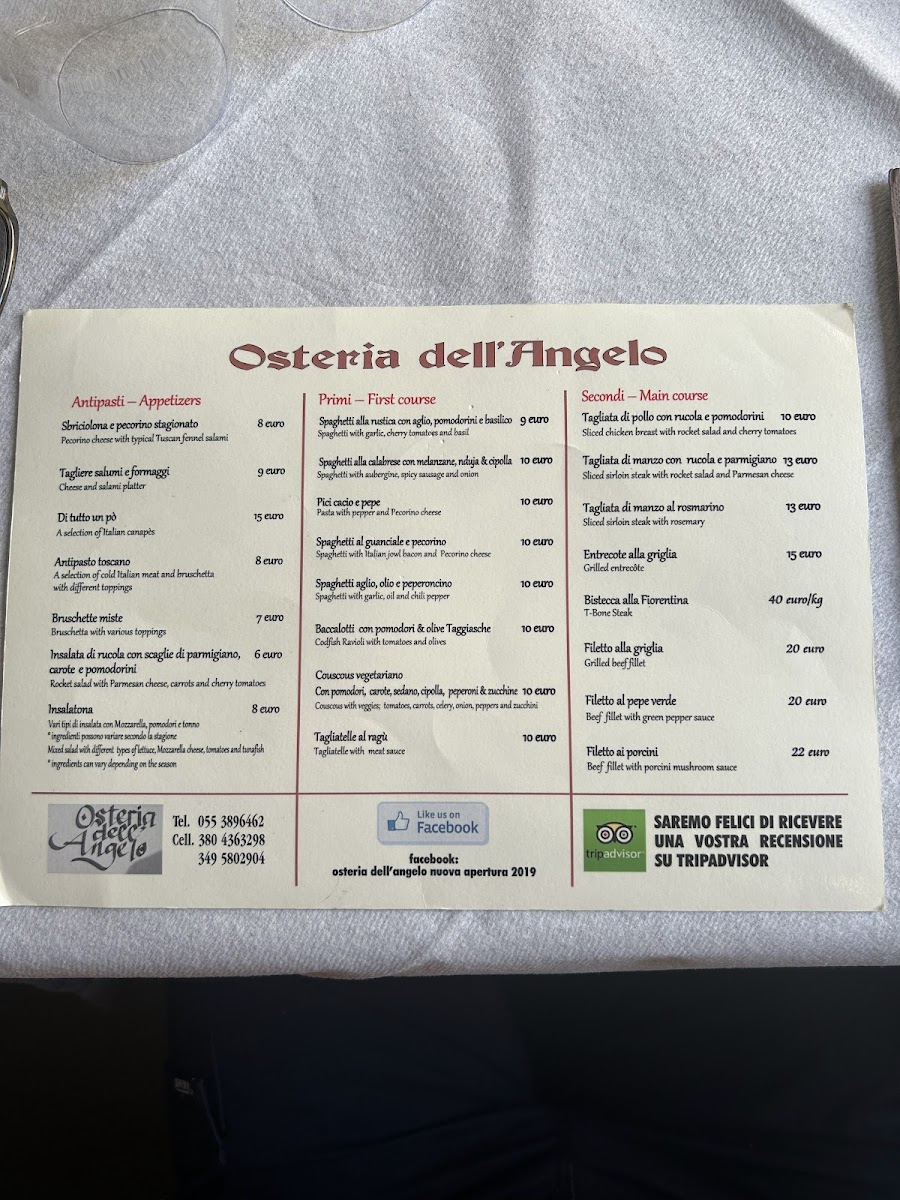 Osteria dell'Angelo
Antipasti – Appetizers
Sbriciolona e pecorino stagionato 8 euro
Pecorino cheese with typical Tuscan fennel salami
Tagliere salumi e formaggi 9 euro
Cheese and salami platter
Di tutto un pò 15 euro
A selection of Italian canapès
Antipasto toscano 8 euro
A selection of cold Italian meat and bruschetta
with different toppings
Bruschette miste 7 euro
Bruschetta with various toppings
Insalata di rucola con scaglie di parmigiano, 6 euro
carote e pomodorini
Rocket salad with Parmesan cheese, carrots and cherry tomatoes
Insalatona 8 euro
Vari tipi di insalata con Mozzarella, pomodori e tonno
* ingredienti possono variare secondo la stagione
Mixed salad with different types of lettuce, Mozzarella cheese, tomatoes and tunafish
* ingredients can vary depending on the season
Primi – First course
Spaghetti alla rustica con aglio, pomodorini e basilico 9 euro
Spaghetti with garlic, cherry tomatoes and basil
Spaghetti alla calabrese con melanzane, nduja & cipolla 10 euro
Spaghetti with aubergine, spicy sausage and onion
Pici cacio e pepe 10 euro
Pasta with pepper and Pecorino cheese
Spaghetti al guanciale e pecorino 10 euro
Spaghetti with Italian jowl bacon and Pecorino cheese
Spaghetti aglio, olio e peperoncino 10 euro
Spaghetti with garlic, oil and chili pepper
Baccalotti con pomodori & olive Taggiasche 10 euro
Codfish Ravioli with tomatoes and olives
Couscous vegetariano
Con pomodori, carote, sedano, cipolla, peperoni & zucchine 10 euro
Couscous with veggies; tomatoes, carrots, celery, onion, peppers and zucchini
Tagliatelle al ragù 10 euro
Tagliatelle with meat sauce
Secondi – Main course
Tagliata di pollo con rucola e pomodorini 10 euro
Sliced chicken breast with rocket salad and cherry tomatoes
Tagliata di manzo con rucola e parmigiano 13 euro
Sliced sirloin steak with rocket salad and Parmesan cheese
Tagliata di manzo al rosmarino 13 euro
Sliced sirloin steak with rosemary
Entrecote alla griglia 15 euro
Grilled entrecôte
Bistecca alla Fiorentina 40 euro/kg
T-Bone Steak
Filetto alla griglia 20 euro
Grilled beef fillet
Filetto al pepe verde 20 euro
Beef fillet with green pepper sauce
Filetto ai porcini 22 euro
Beef fillet with porcini mushroom sauce
Osteria
dell'
Angelo
Tel. 055 3896462
Cell. 380 4363298
349 5802904
Like us on
Facebook
facebook:
osteria dell'angelo nuova apertura 2019
tripadvisor
SAREMO FELICI DI RICEVERE
UNA VOSTRA RECENSIONE
SU TRIPADVISOR